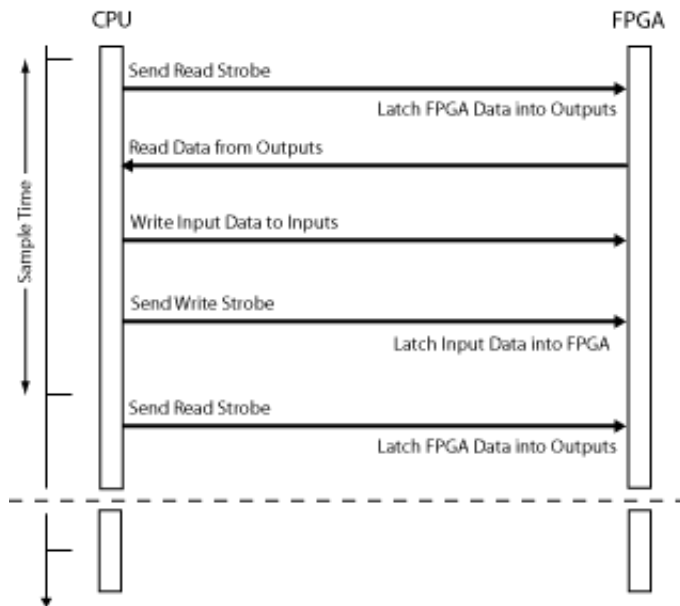 CPU
FPGA
Send Read Strobe
Latch FPGA Data into Outputs
Read Data from Outputs
Write Input Data to Inputs
Sample Time
Send Write Strobe
Latch Input Data into FPGA
Send Read Strobe
Latch FPGA Data into Outputs